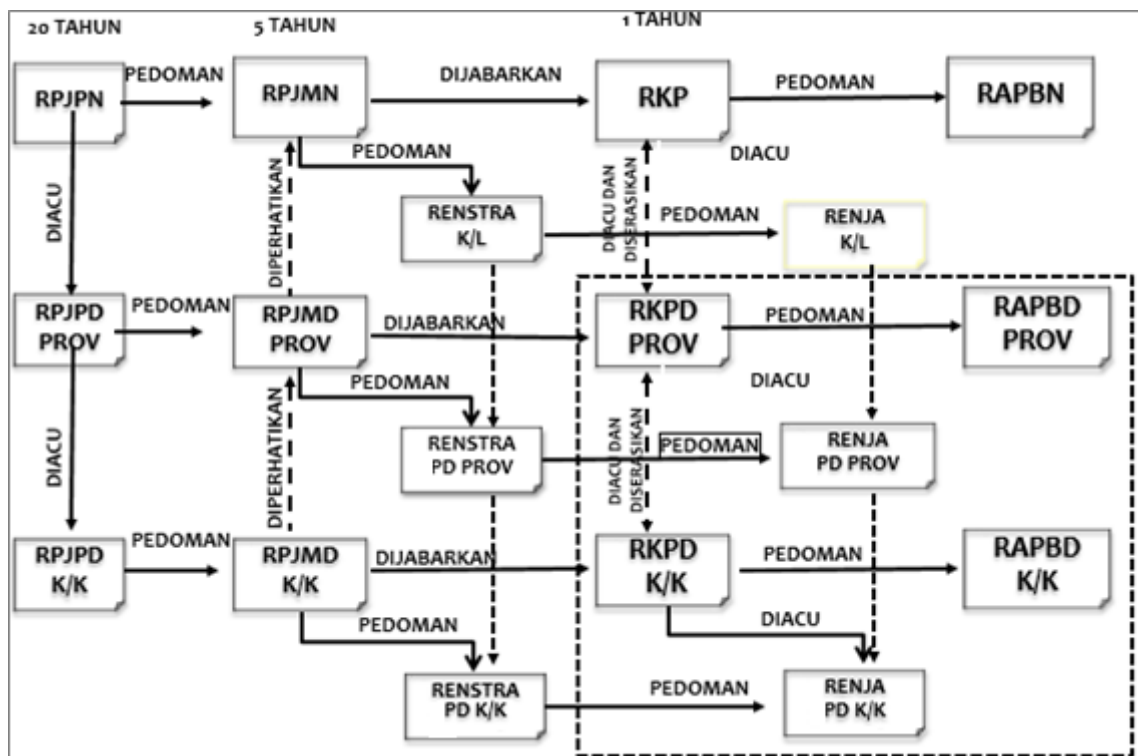 20 TAHUN
5 TAHUN
1 TAHUN
RPJPN
PEDOMAN
RPJMN
DIJABARKAN
RKP
PEDOMAN
RAPBN
DIACU
DIPERHATIKAN
PEDOMAN
RENSTRA
K/L
DIACU DAN
DISERASIKAN
PEDOMAN
DIACU
RENJA
K/L
RPJPD
PROV
PEDOMAN
RPJMD
PROV
DIJABARKAN
RKPD
PROV
PEDOMAN
RAPBD
PROV
DIACU
DIPERHATIKAN
PEDOMAN
RENSTRA
PD PROV
DIACU DAN
DISERASIKAN
PEDOMAN
DIACU
RENJA
PD PROV
RPJPD
K/K
PEDOMAN
RPJMD
K/K
DIJABARKAN
RKPD
K/K
PEDOMAN
RAPBD
K/K
PEDOMAN
DIACU
RENSTRA
PD K/K
PEDOMAN
RENJA
PD K/K